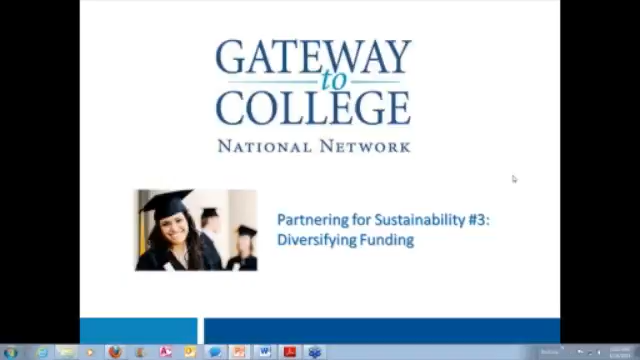 GATEWAY
to
COLLEGE
NATIONAL NETWORK
Partnering for Sustainability #3:
Diversifying Funding